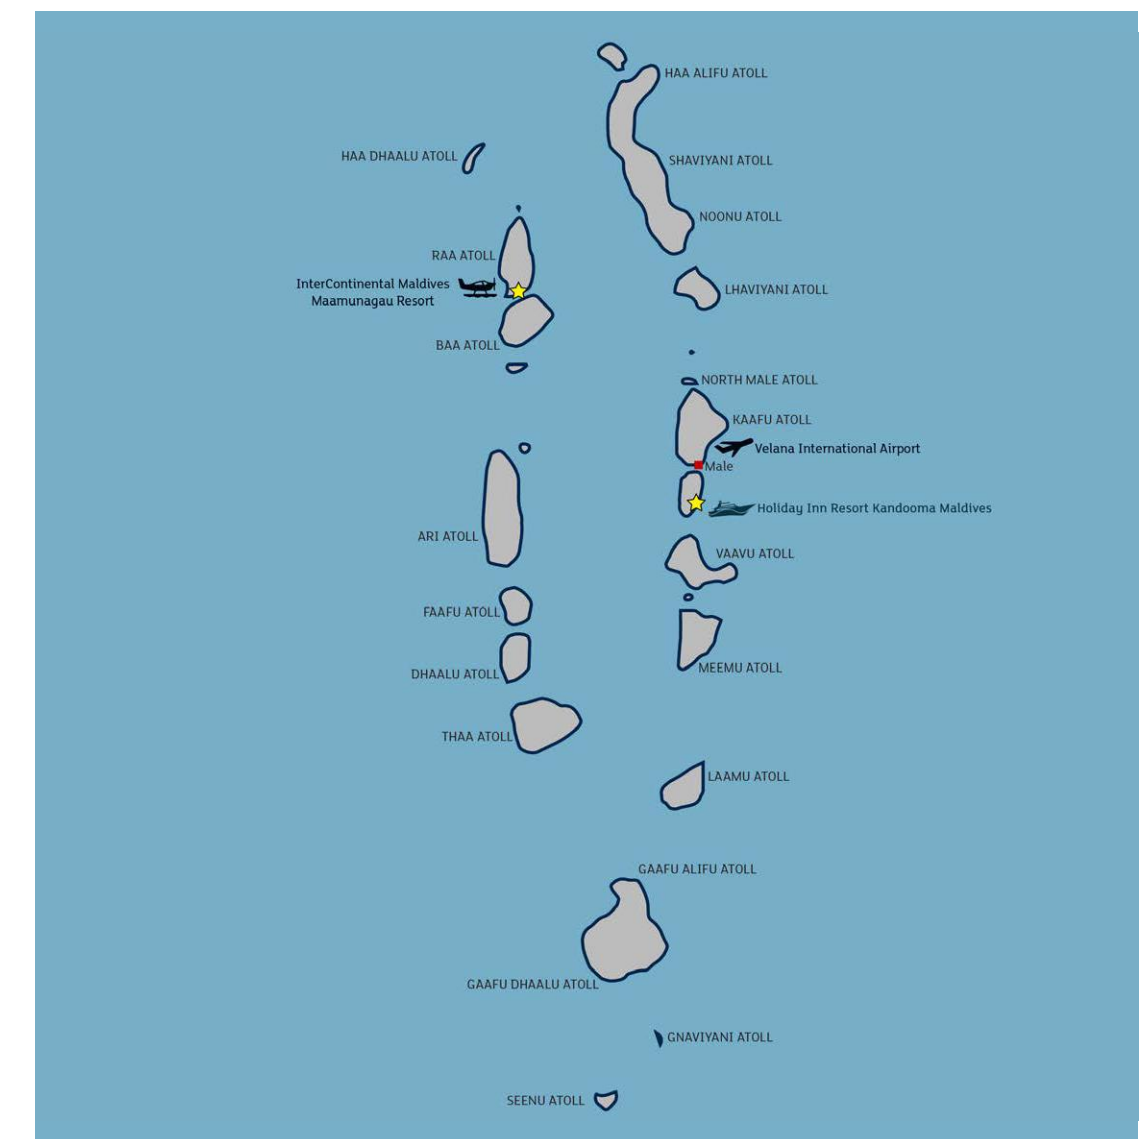 HAA ALIFU ATOLL
HAA DHAALU ATOLL
SHAVIYANI ATOLL
NOONU ATOLL
RAA ATOLL
InterContinental Maldives
Maamunagau Resort
LHAVIYANI ATOLL
BAA ATOLL
NORTH MALE ATOLL
KAAFU ATOLL
Velana International Airport
Male
Holiday Inn Resort Kandooma Maldives
ARI ATOLL
VAAVU ATOLL
FAAFU ATOLL
MEEMU ATOLL
DHAALU ATOLL
THAA ATOLL
LAAMU ATOLL
GAAFU ALIFU ATOLL
GAAFU DHAALU ATOLL
GNAVIYANI ATOLL
SEENU ATOLL